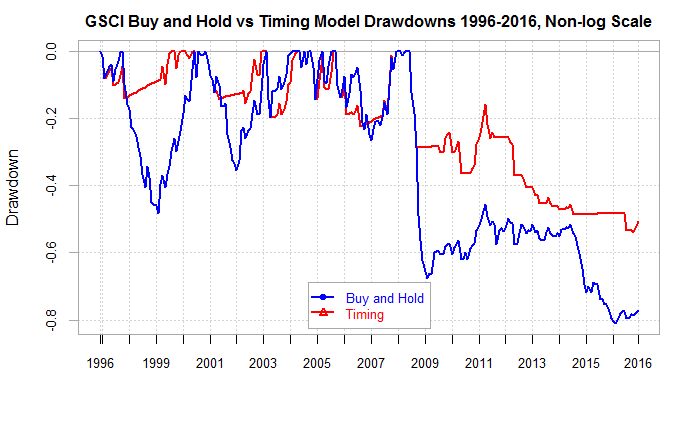 GSCI Buy and Hold vs Timing Model Drawdowns 1996-2016, Non-log Scale
Drawdown
0.0
-0.2
-0.4
-0.6
-0.8
Buy and Hold
Timing
1996 1999 2001 2003 2005 2007 2009 2011 2013 2016